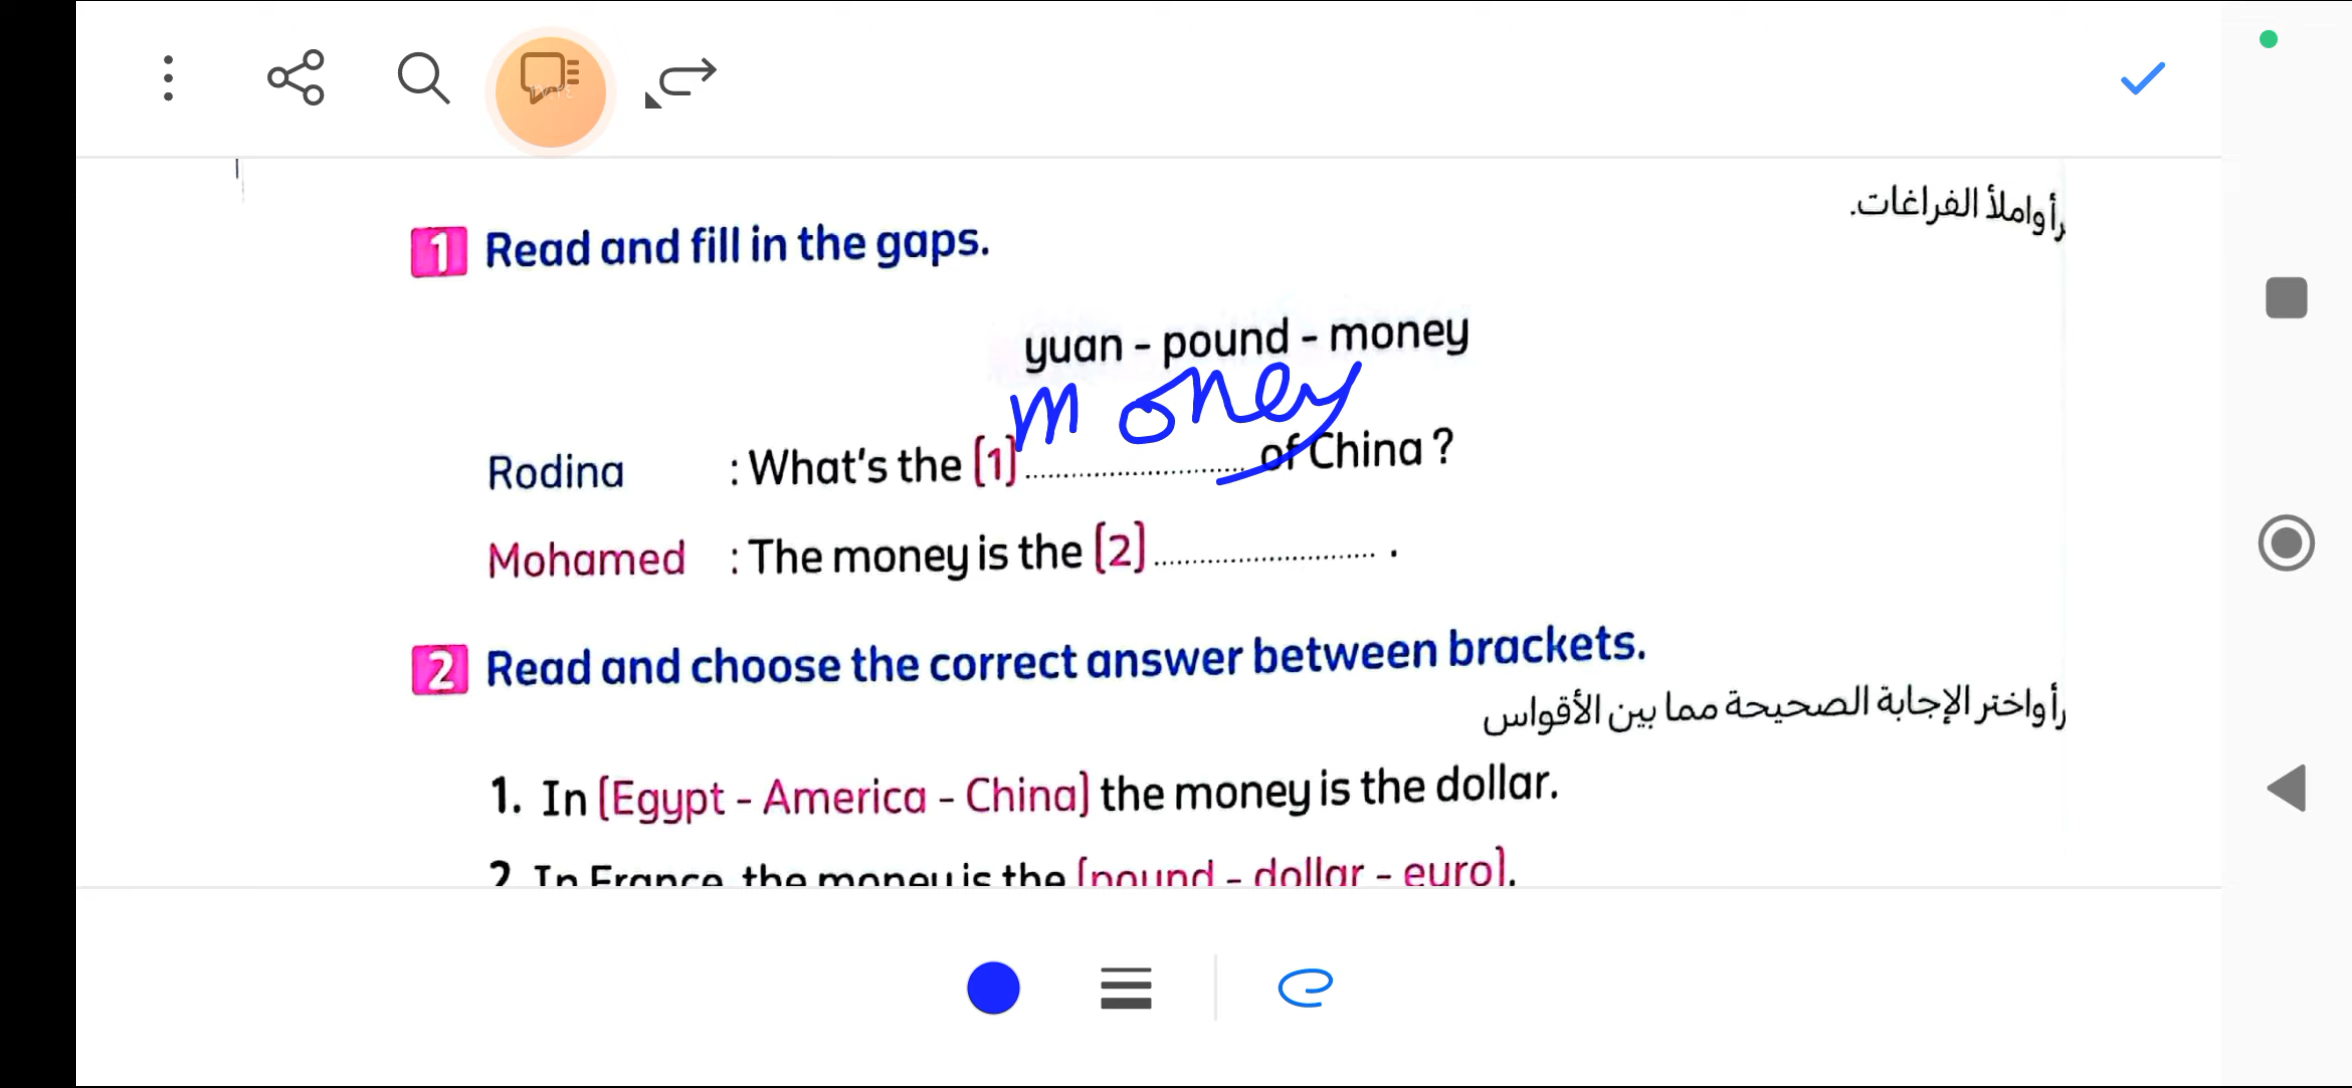 1 Read and fill in the gaps.
أواملأ الفراغات.
yuan - pound - money
money
Rodina : What's the (1) .......................... of China ?
Mohamed : The money is the (2) .......................... .
2 Read and choose the correct answer between brackets.
رأ واختر الإجابة الصحيحة مما بين الأقواس
1. In (Egypt - America - China) the money is the dollar.
2. In France, the money is the (pound - dollar - euro).